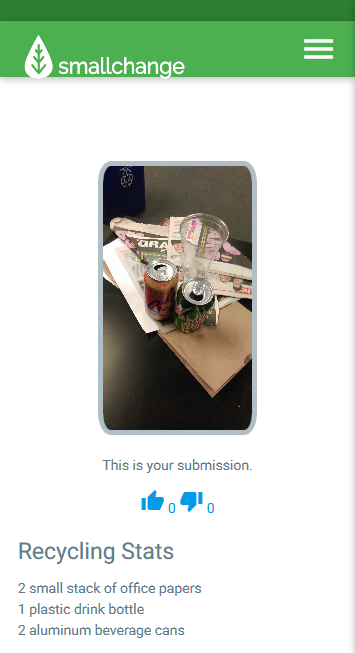 smallchange
GRA
This is your submission.
0 0
Recycling Stats
2 small stack of office papers
1 plastic drink bottle
2 aluminum beverage cans